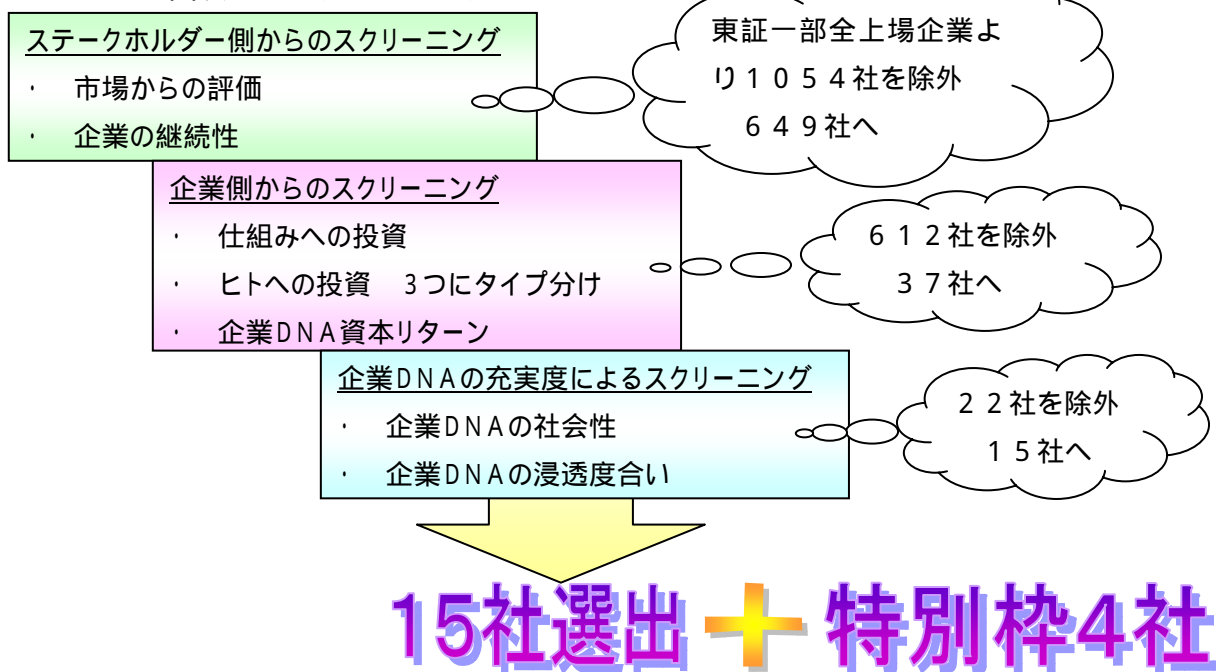 ステークホルダー側からのスクリーニング
・ 市場からの評価
・ 企業の継続性
東証一部全上場企業よ
り1054社を除外
649社へ
企業側からのスクリーニング
・ 仕組みへの投資
・ ヒトへの投資 3つにタイプ分け
・ 企業DNA資本リターン
612社を除外
37社へ
企業DNAの充実度によるスクリーニング
・ 企業DNAの社会性
・ 企業DNAの浸透度合い
22社を除外
15社へ
15社選出+特別枠4社